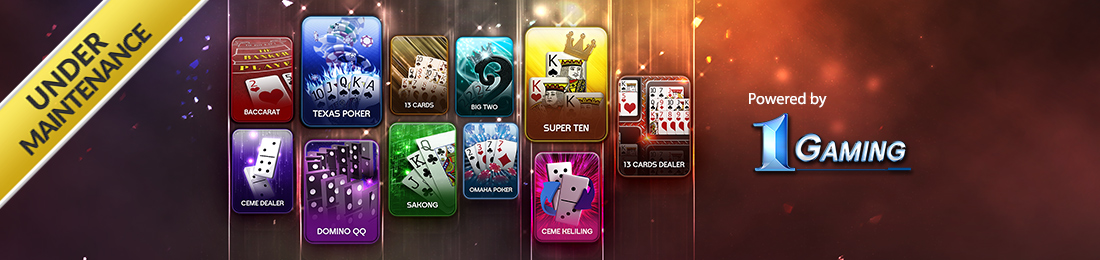 UNDER
MAINTENANCE
BACCARAT
TEXAS POKER
13 CARDS
BIG TWO
SUPER TEN
13 CARDS DEALER
CEME DEALER
DOMINO QQ
SAKONG
OMAHA POKER
CEME KELILING
Powered by
1 GAMING